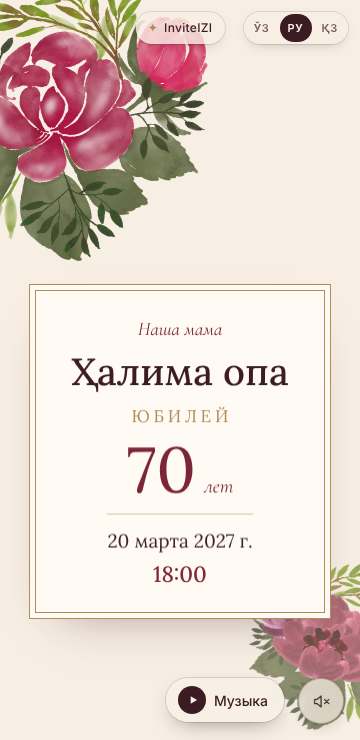 InviteIZI
ЎЗ РУ ҚЗ
Наша мама
Ҳалима опа
ЮБИЛЕЙ
70 лет
20 марта 2027 г.
18:00
Музыка